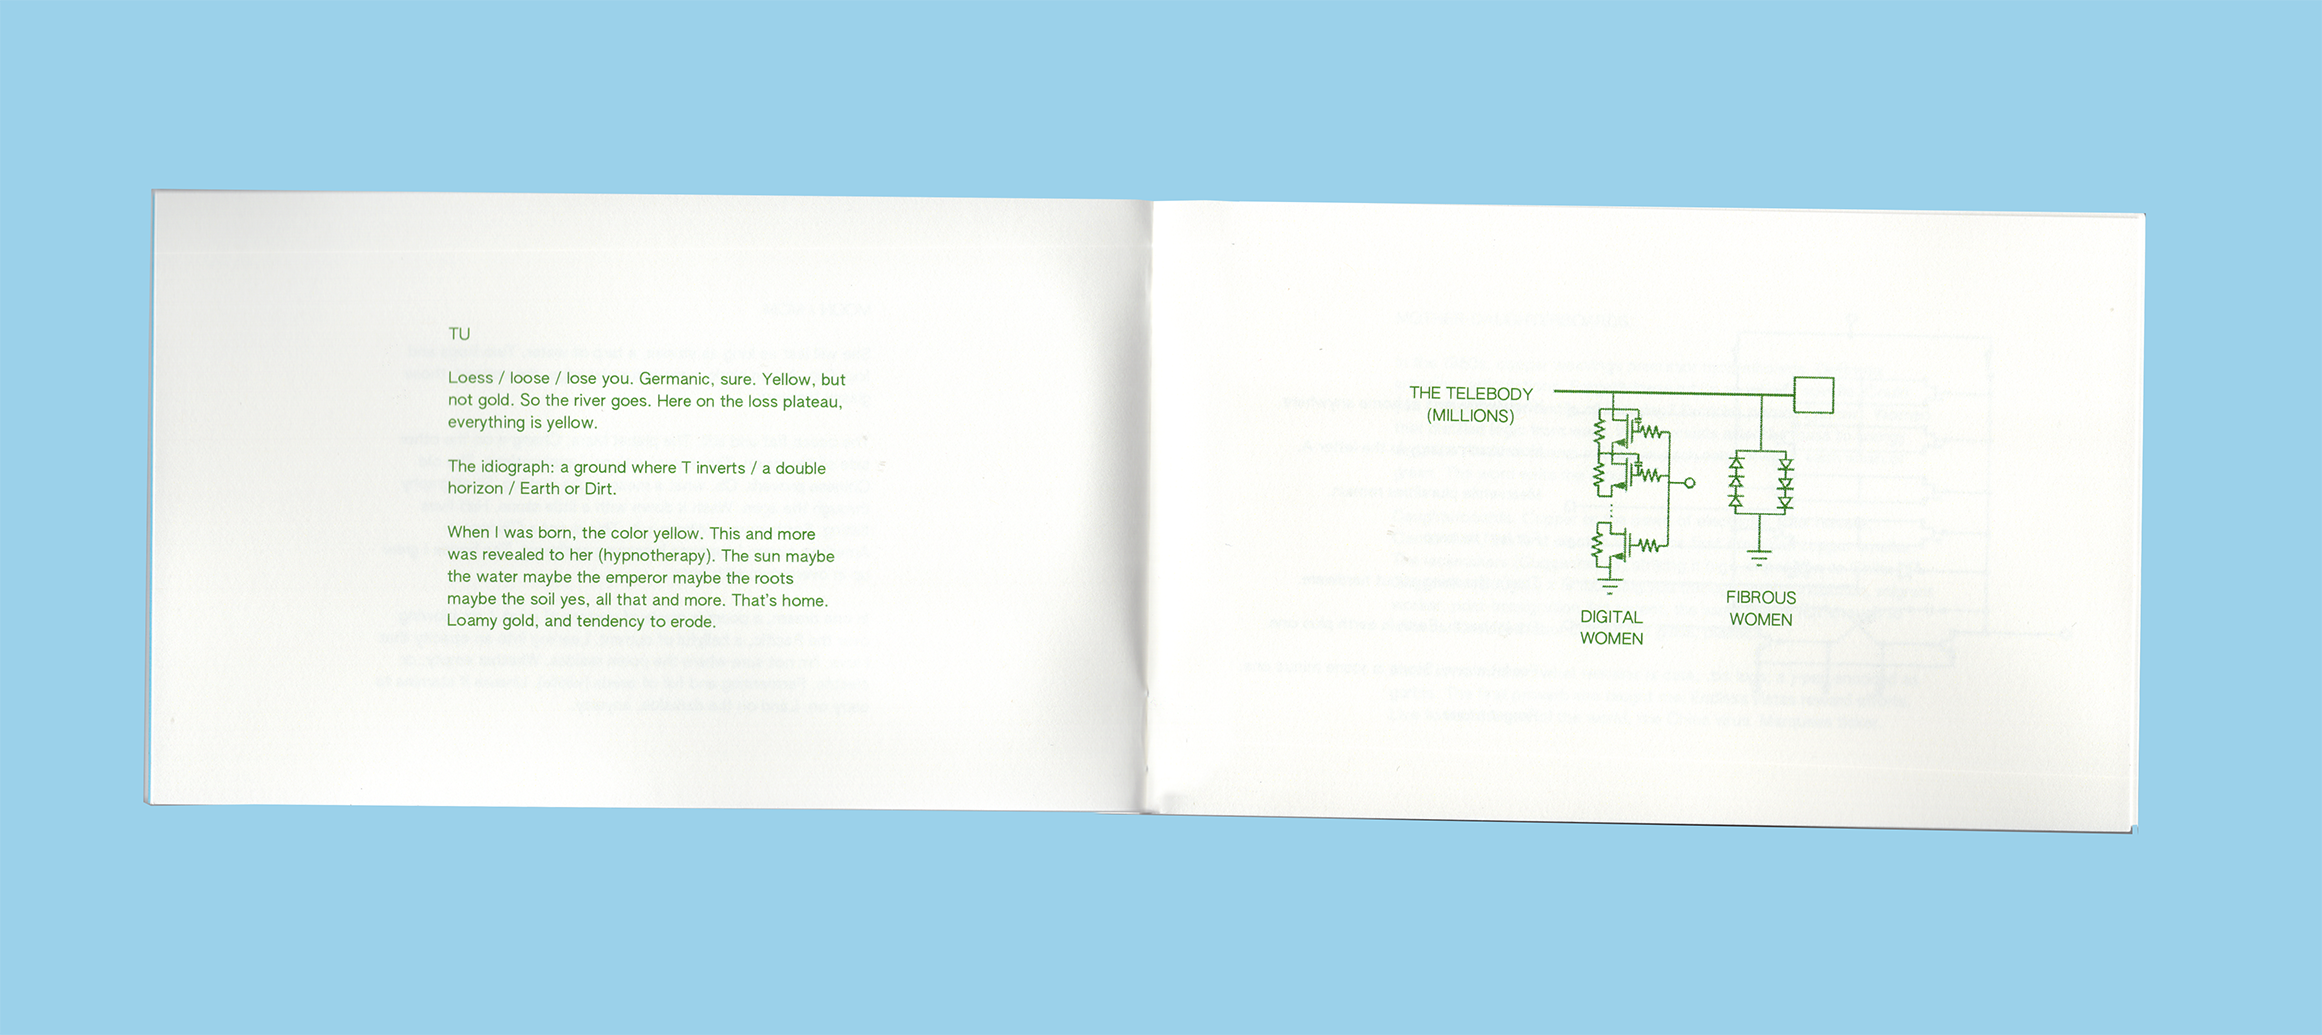 TU
Loess / loose / lose you. Germanic, sure. Yellow, but
not gold. So the river goes. Here on the loss plateau,
everything is yellow.
The idiograph: a ground where T inverts / a double
horizon / Earth or Dirt.
When I was born, the color yellow. This and more
was revealed to her (hypnotherapy). The sun maybe
the water maybe the emperor maybe the roots
maybe the soil yes, all that and more. That's home.
Loamy gold, and tendency to erode.
THE TELEBODY
(MILLIONS)
DIGITAL
WOMEN
FIBROUS
WOMEN